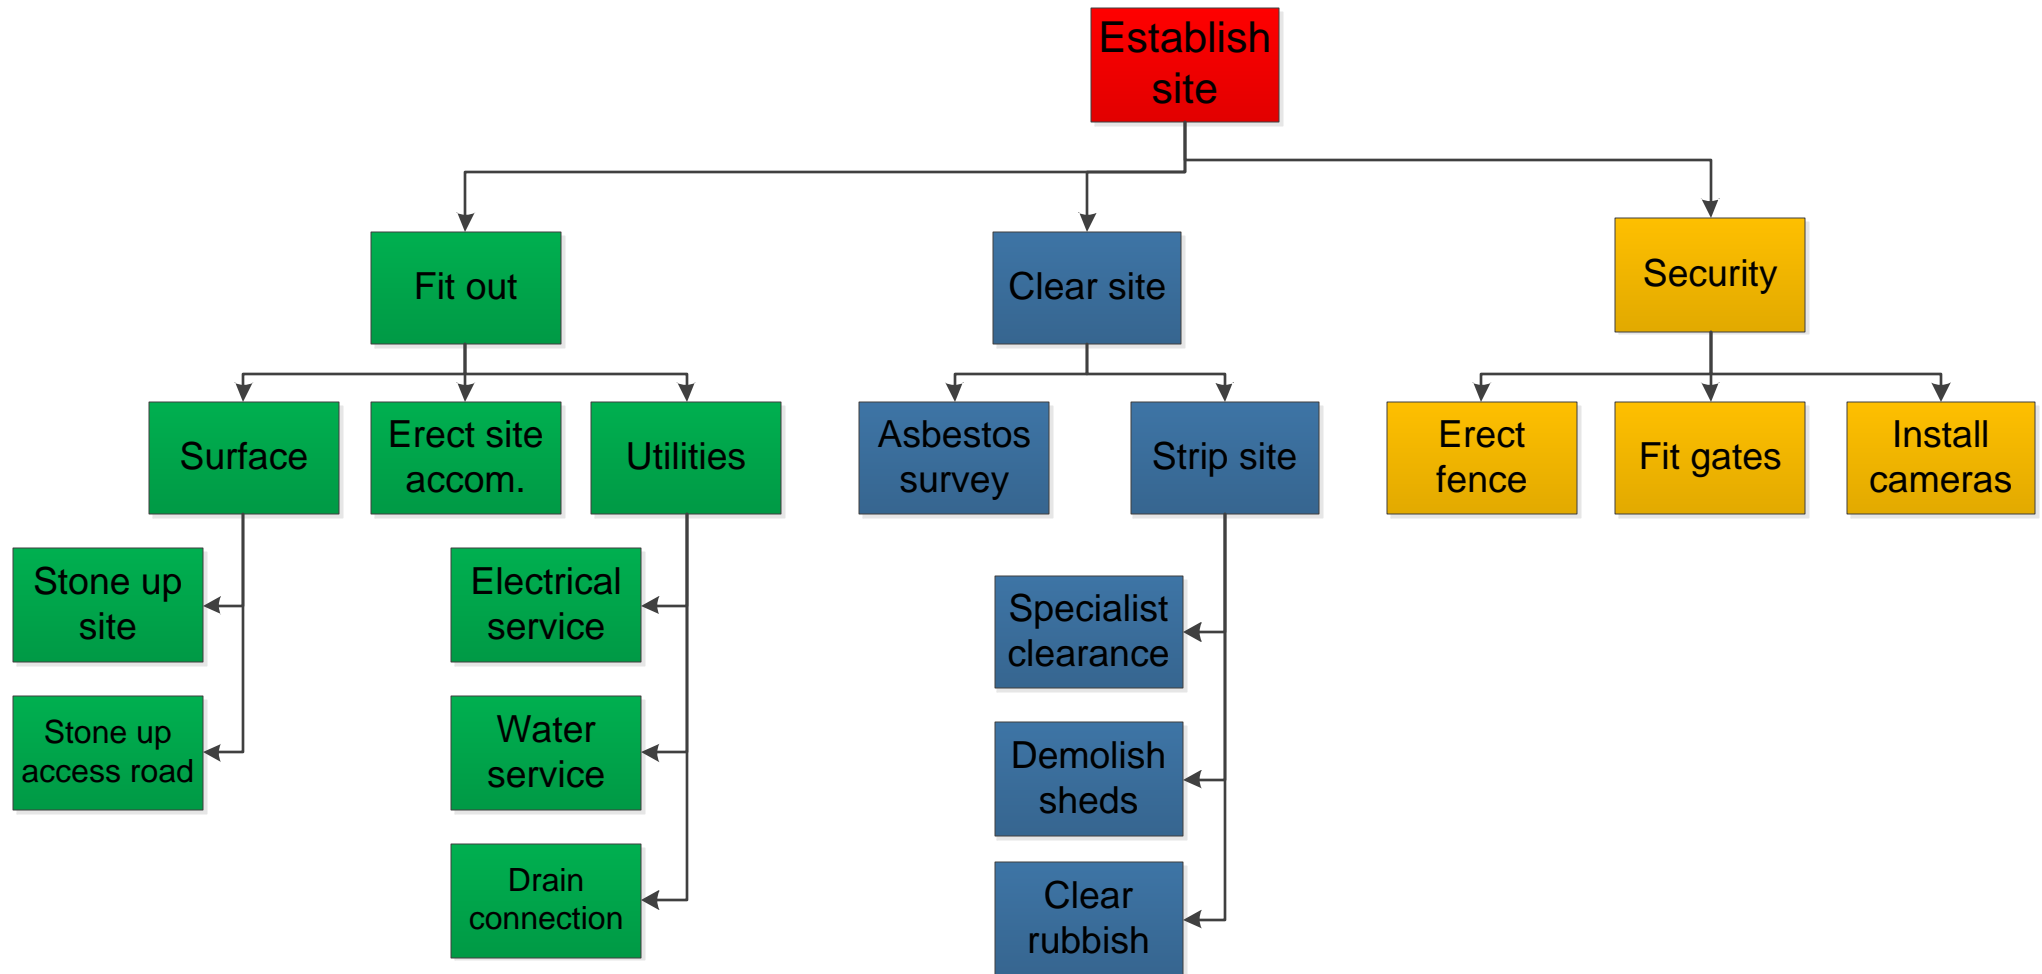 Establish
site
Fit out
Clear site
Security
Surface
Erect site
accom.
Utilities
Asbestos
survey
Strip site
Erect
fence
Fit gates
Install
cameras
Stone up
site
Electrical
service
Specialist
clearance
Stone up
access road
Water
service
Demolish
sheds
Drain
connection
Clear
rubbish